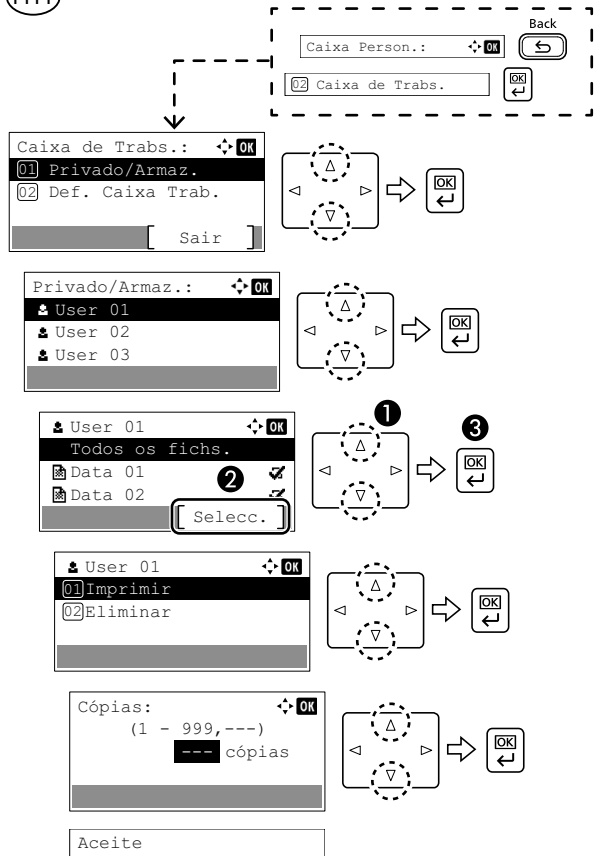 Back
Caixa Person.: OK
02 Caixa de Trabs. OK
Caixa de Trabs.: OK
01 Privado/Armaz.
02 Def. Caixa Trab.
[ Sair ]
OK
Privado/Armaz.: OK
User 01
User 02
User 03
OK
User 01 OK
Todos os fichs.
Data 01
Data 02
[ Selecc. ]
1
2
3
OK
User 01 OK
01 Imprimir
02 Eliminar
OK
Cópias: OK
(1 - 999,---)
--- cópias
OK
Aceite